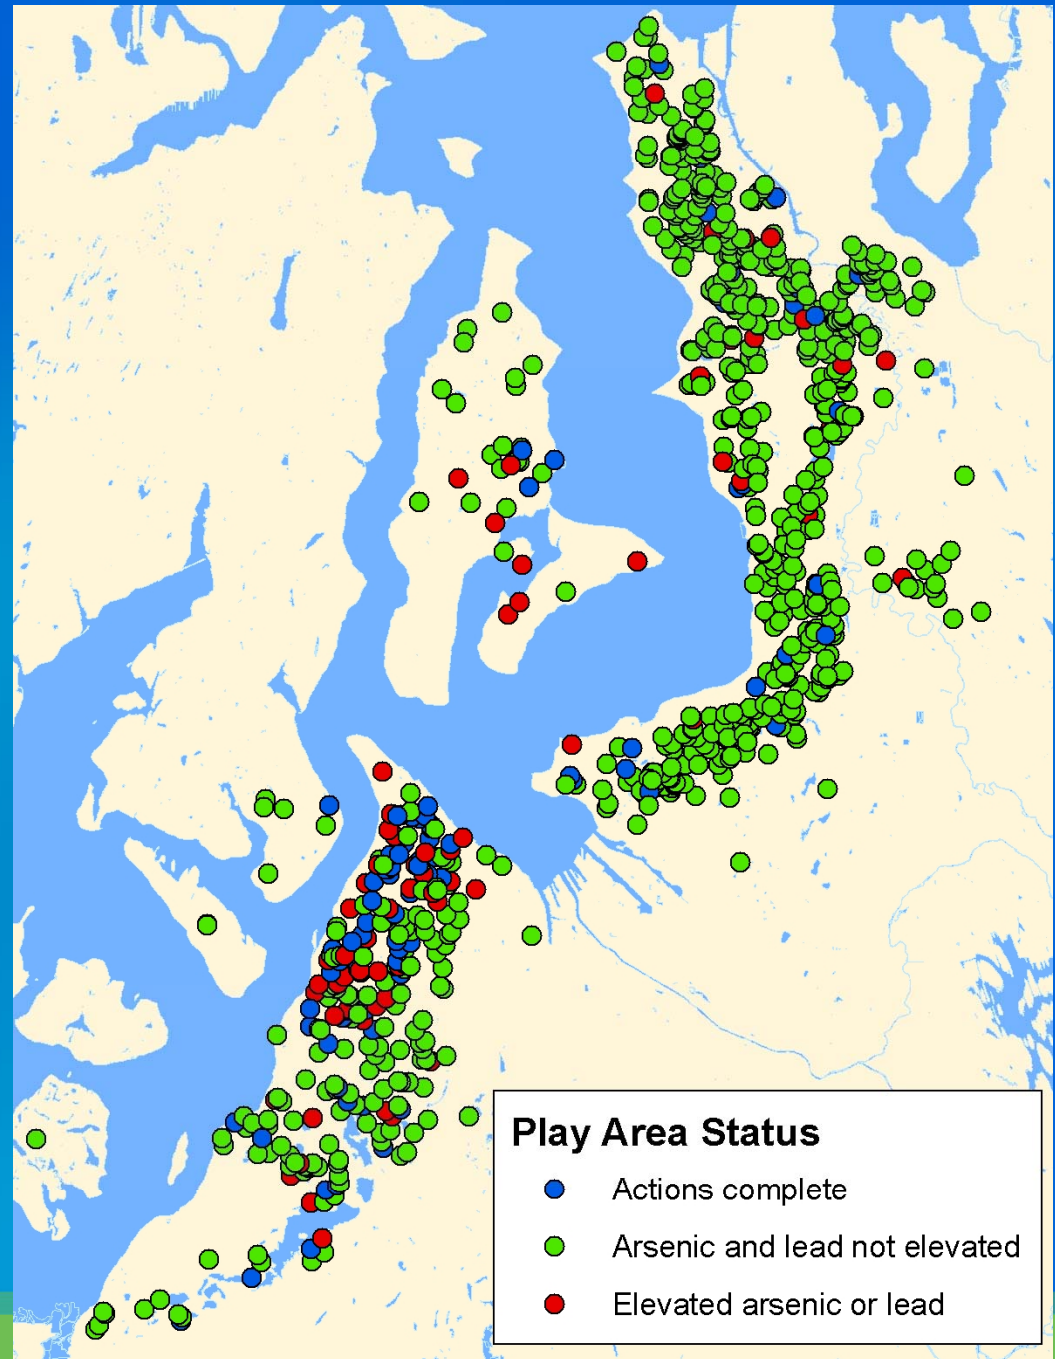 Play Area Status
Actions complete
Arsenic and lead not elevated
Elevated arsenic or lead